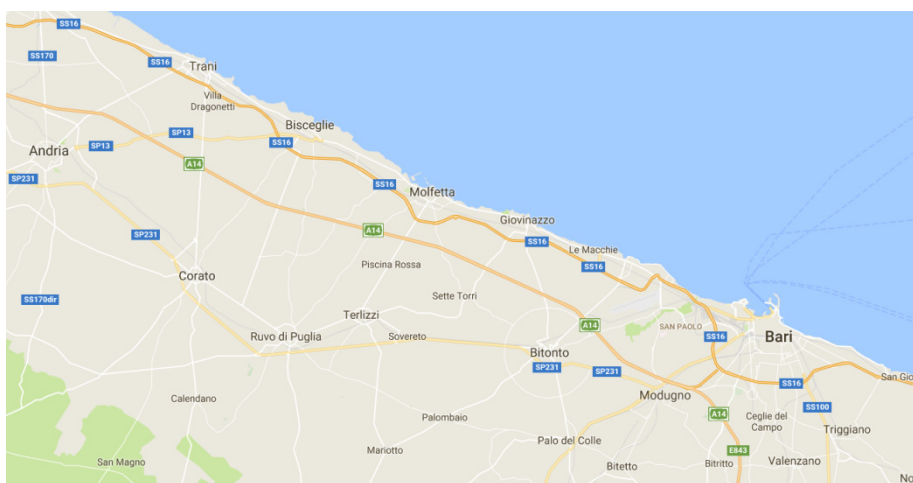 SS16
SS170
SS16
Trani
Villa
Dragonetti
Bisceglie
SP13
SP13
SS16
Andria
A14
SP231
SS16
Molfetta
Giovinazzo
A14
SP231
SS16
Le Macchie
Piscina Rossa
SS16
Corato
SS170dir
Sette Torri
Terlizzi
A14
SAN PAOLO
Ruvo di Puglia
Sovereto
SS16
Bari
Bitonto
SP231
SP231
San Gio
SS16
Modugno
Calendano
SS100
Palombaio
A14
Ceglie del
Campo
Triggiano
Palo del Colle
Mariotto
E843
San Magno
Bitetto
Bitritto
Valenzano
No